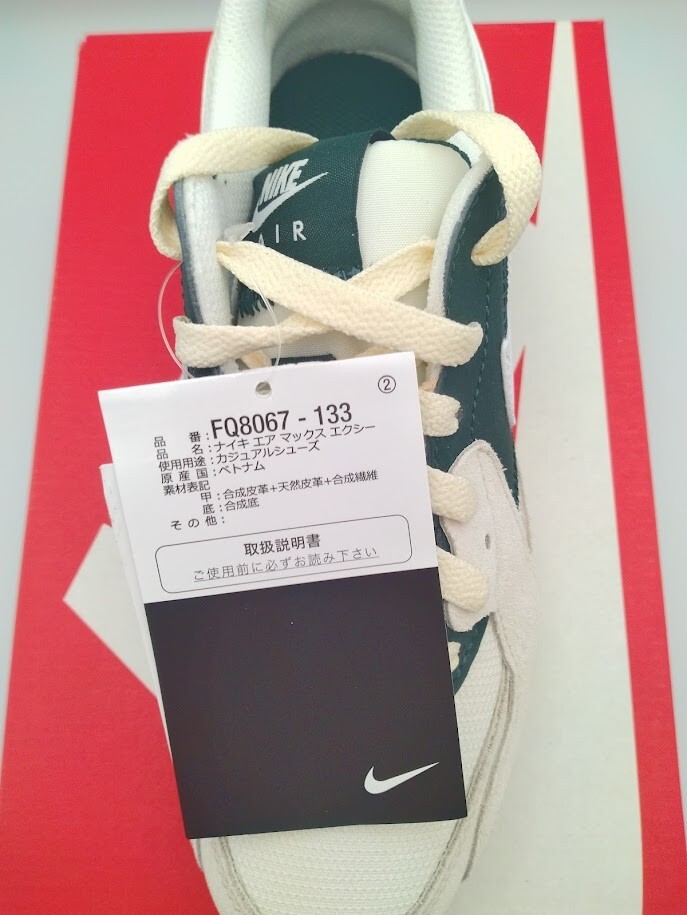 NIKE
AIR
②
品番:FQ8067-133
品名:ナイキ エア マックス エクシー
使用用途:カジュアルシューズ
原産国:ベトナム
素材表記
甲:合成皮革+天然皮革+合成繊維
底:合成底
その他:
取扱説明書
ご使用前に必ずお読み下さい